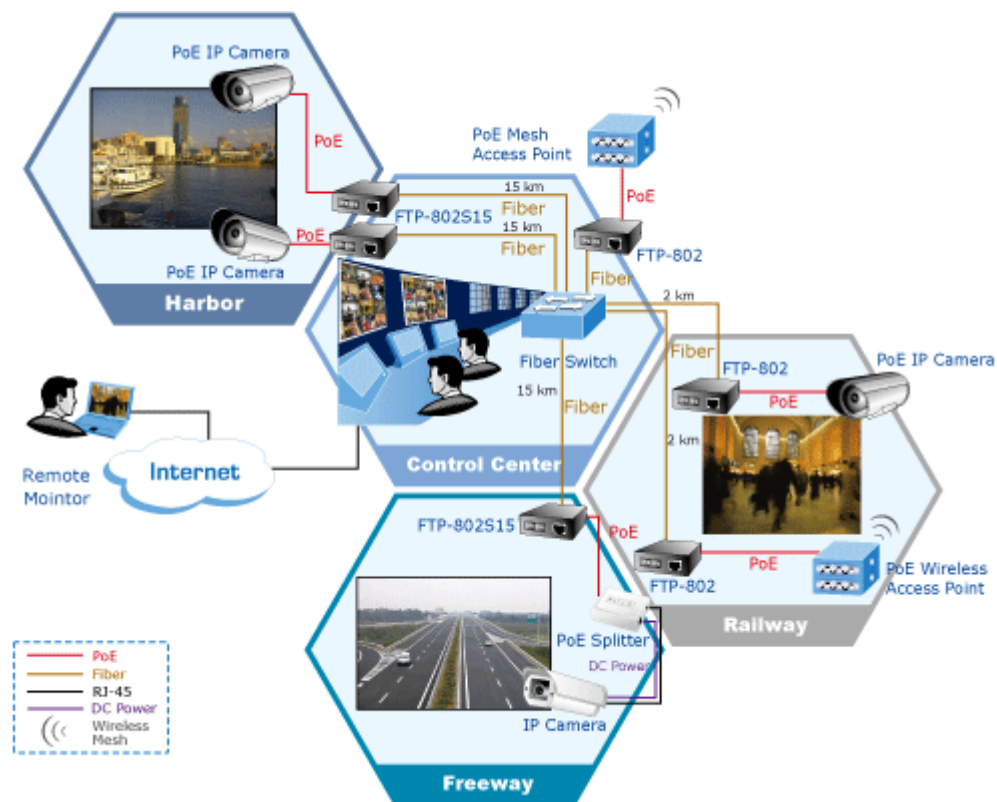 PoE IP Camera
PoE
PoE Mesh
Access Point
PoE
15 km
Fiber
FTP-802S15
15 km
Fiber
PoE
PoE IP Camera
FTP-802
Fiber
Harbor
2 km
Fiber
Fiber Switch
FTP-802
PoE IP Camera
15 km
Fiber
PoE
2 km
Remote
Mointor
Internet
Control Center
FTP-802S15
PoE
FTP-802
PoE
PoE Wireless
Access Point
Railway
PoE Splitter
DC Power
IP Camera
Freeway
PoE
Fiber
RJ-45
DC Power
Wireless
Mesh